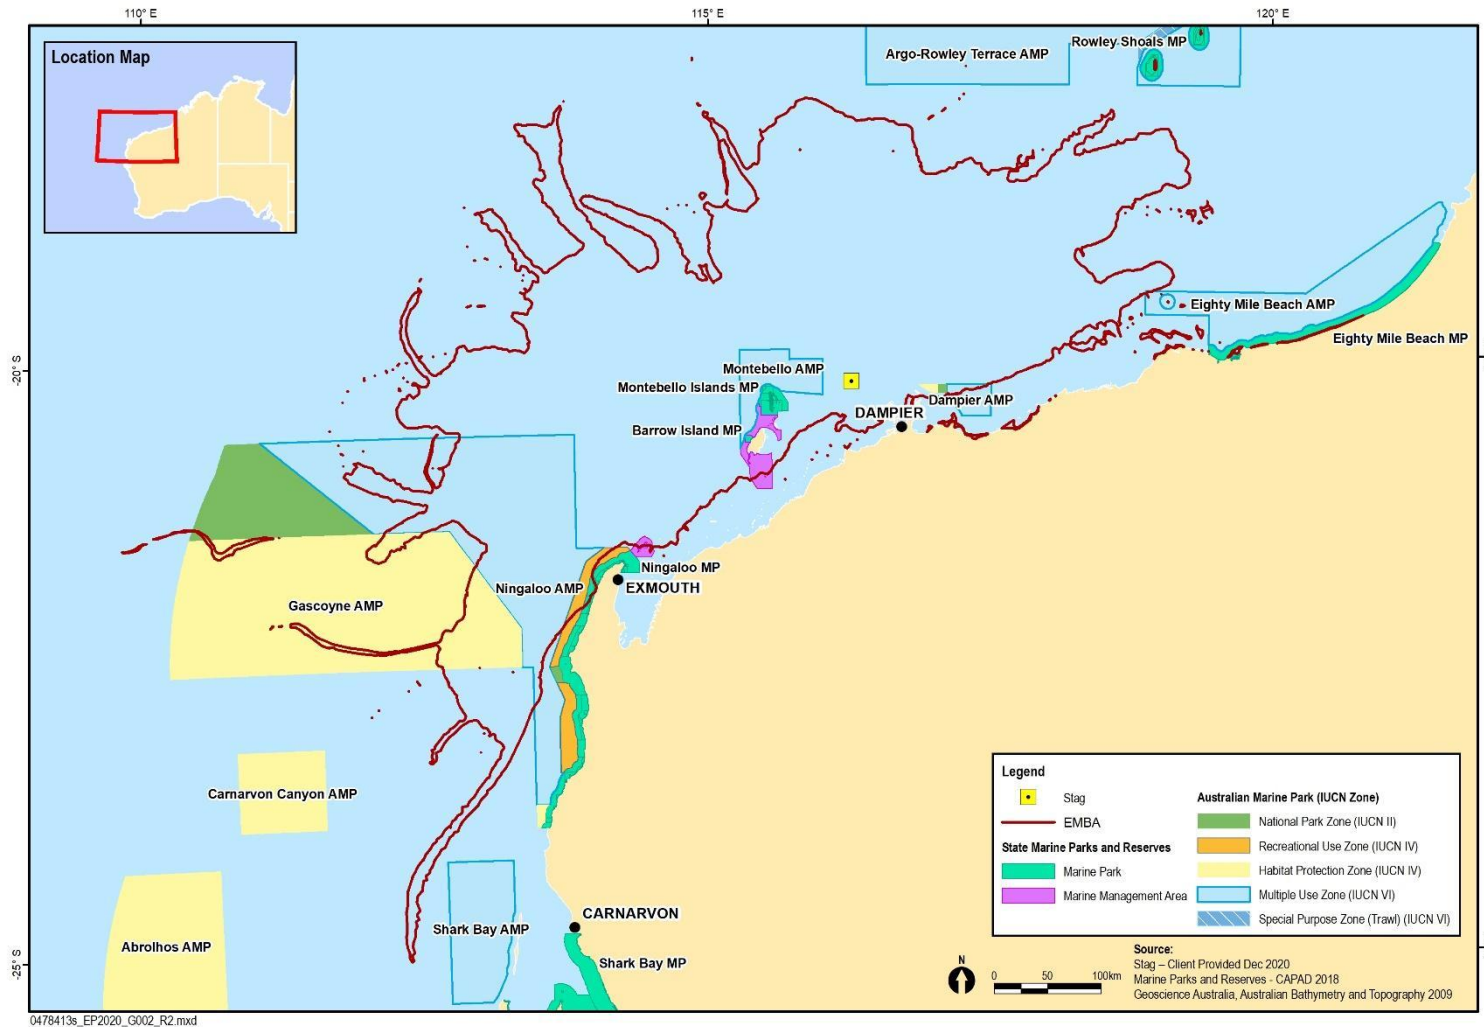 110° E
115° E
120° E
Location Map
Argo-Rowley Terrace AMP
Rowley Shoals MP
Eighty Mile Beach AMP
Eighty Mile Beach MP
-20° S
-20° S
Montebello AMP
Montebello Islands MP
Dampier AMP
DAMPIER
Barrow Island MP
Ningaloo MP
Ningaloo AMP
EXMOUTH
Gascoyne AMP
Carnarvon Canyon AMP
CARNARVON
Shark Bay AMP
Abrolhos AMP
Shark Bay MP
-25° S
-25° S
Legend
Stag
EMBA
State Marine Parks and Reserves
Marine Park
Marine Management Area
Australian Marine Park (IUCN Zone)
National Park Zone (IUCN II)
Recreational Use Zone (IUCN IV)
Habitat Protection Zone (IUCN IV)
Multiple Use Zone (IUCN VI)
Special Purpose Zone (Trawl) (IUCN VI)
N
0 50 100km
Source:
Stag – Client Provided Dec 2020
Marine Parks and Reserves - CAPAD 2018
Geoscience Australia, Australian Bathymetry and Topography 2009
0478413s_EP2020_G002_R2.mxd